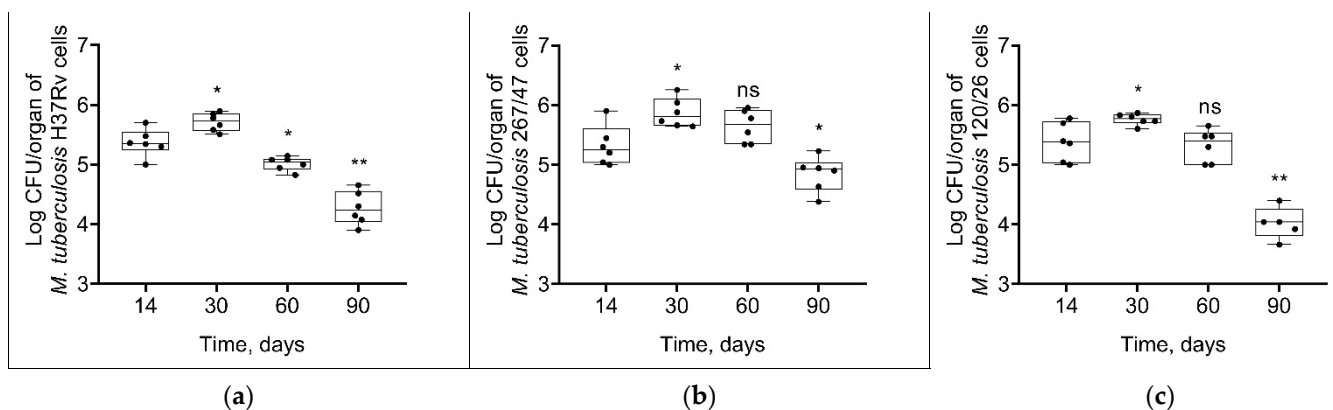 Log CFU/organ of
M. tuberculosis H37Rv cells
7
6
5
4
3
*
*
**
14 30 60 90
Time, days
(a)
Log CFU/organ of
M. tuberculosis 267/47 cells
7
6
5
4
3
*
ns
*
14 30 60 90
Time, days
(b)
Log CFU/organ of
M. tuberculosis 120/26 cells
7
6
5
4
3
*
ns
**
14 30 60 90
Time, days
(c)